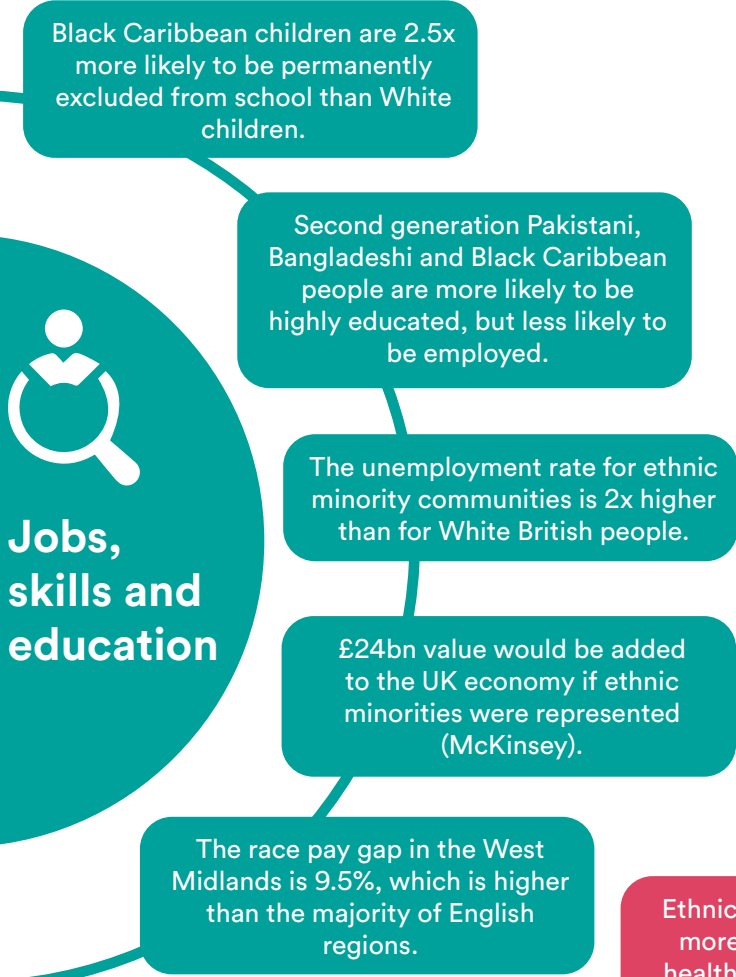 Black Caribbean children are 2.5x
more likely to be permanently
excluded from school than White
children.
Second generation Pakistani,
Bangladeshi and Black Caribbean
people are more likely to be
highly educated, but less likely to
be employed.
The unemployment rate for ethnic
minority communities is 2x higher
than for White British people.
Jobs,
skills and
education
£24bn value would be added
to the UK economy if ethnic
minorities were represented
(McKinsey).
The race pay gap in the West
Midlands is 9.5%, which is higher
than the majority of English
regions.
Ethnic
more
health